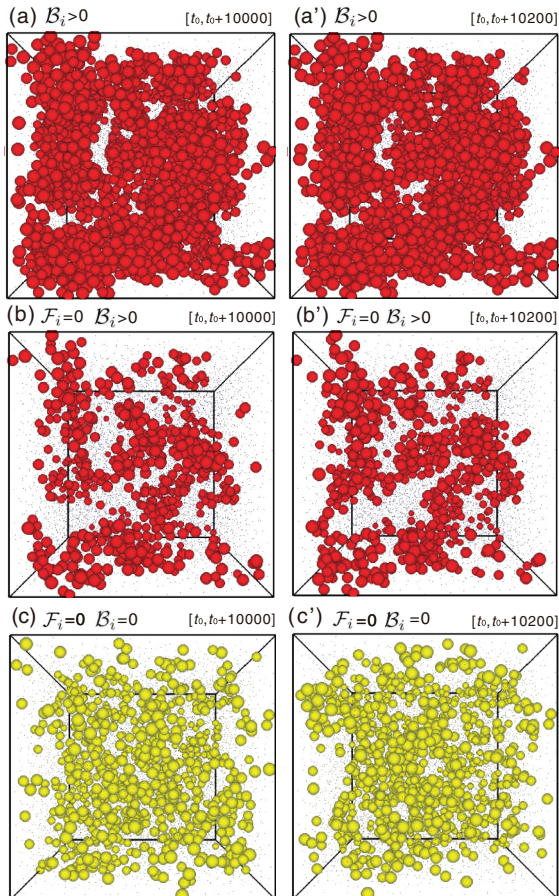 (a) ℬᵢ>0 [t₀, t₀+10000]
(a') ℬᵢ>0 [t₀, t₀+10200]
(b) ℱᵢ=0 ℬᵢ>0 [t₀, t₀+10000]
(b') ℱᵢ=0 ℬᵢ>0 [t₀, t₀+10200]
(c) ℱᵢ=0 ℬᵢ=0 [t₀, t₀+10000]
(c') ℱᵢ=0 ℬᵢ=0 [t₀, t₀+10200]